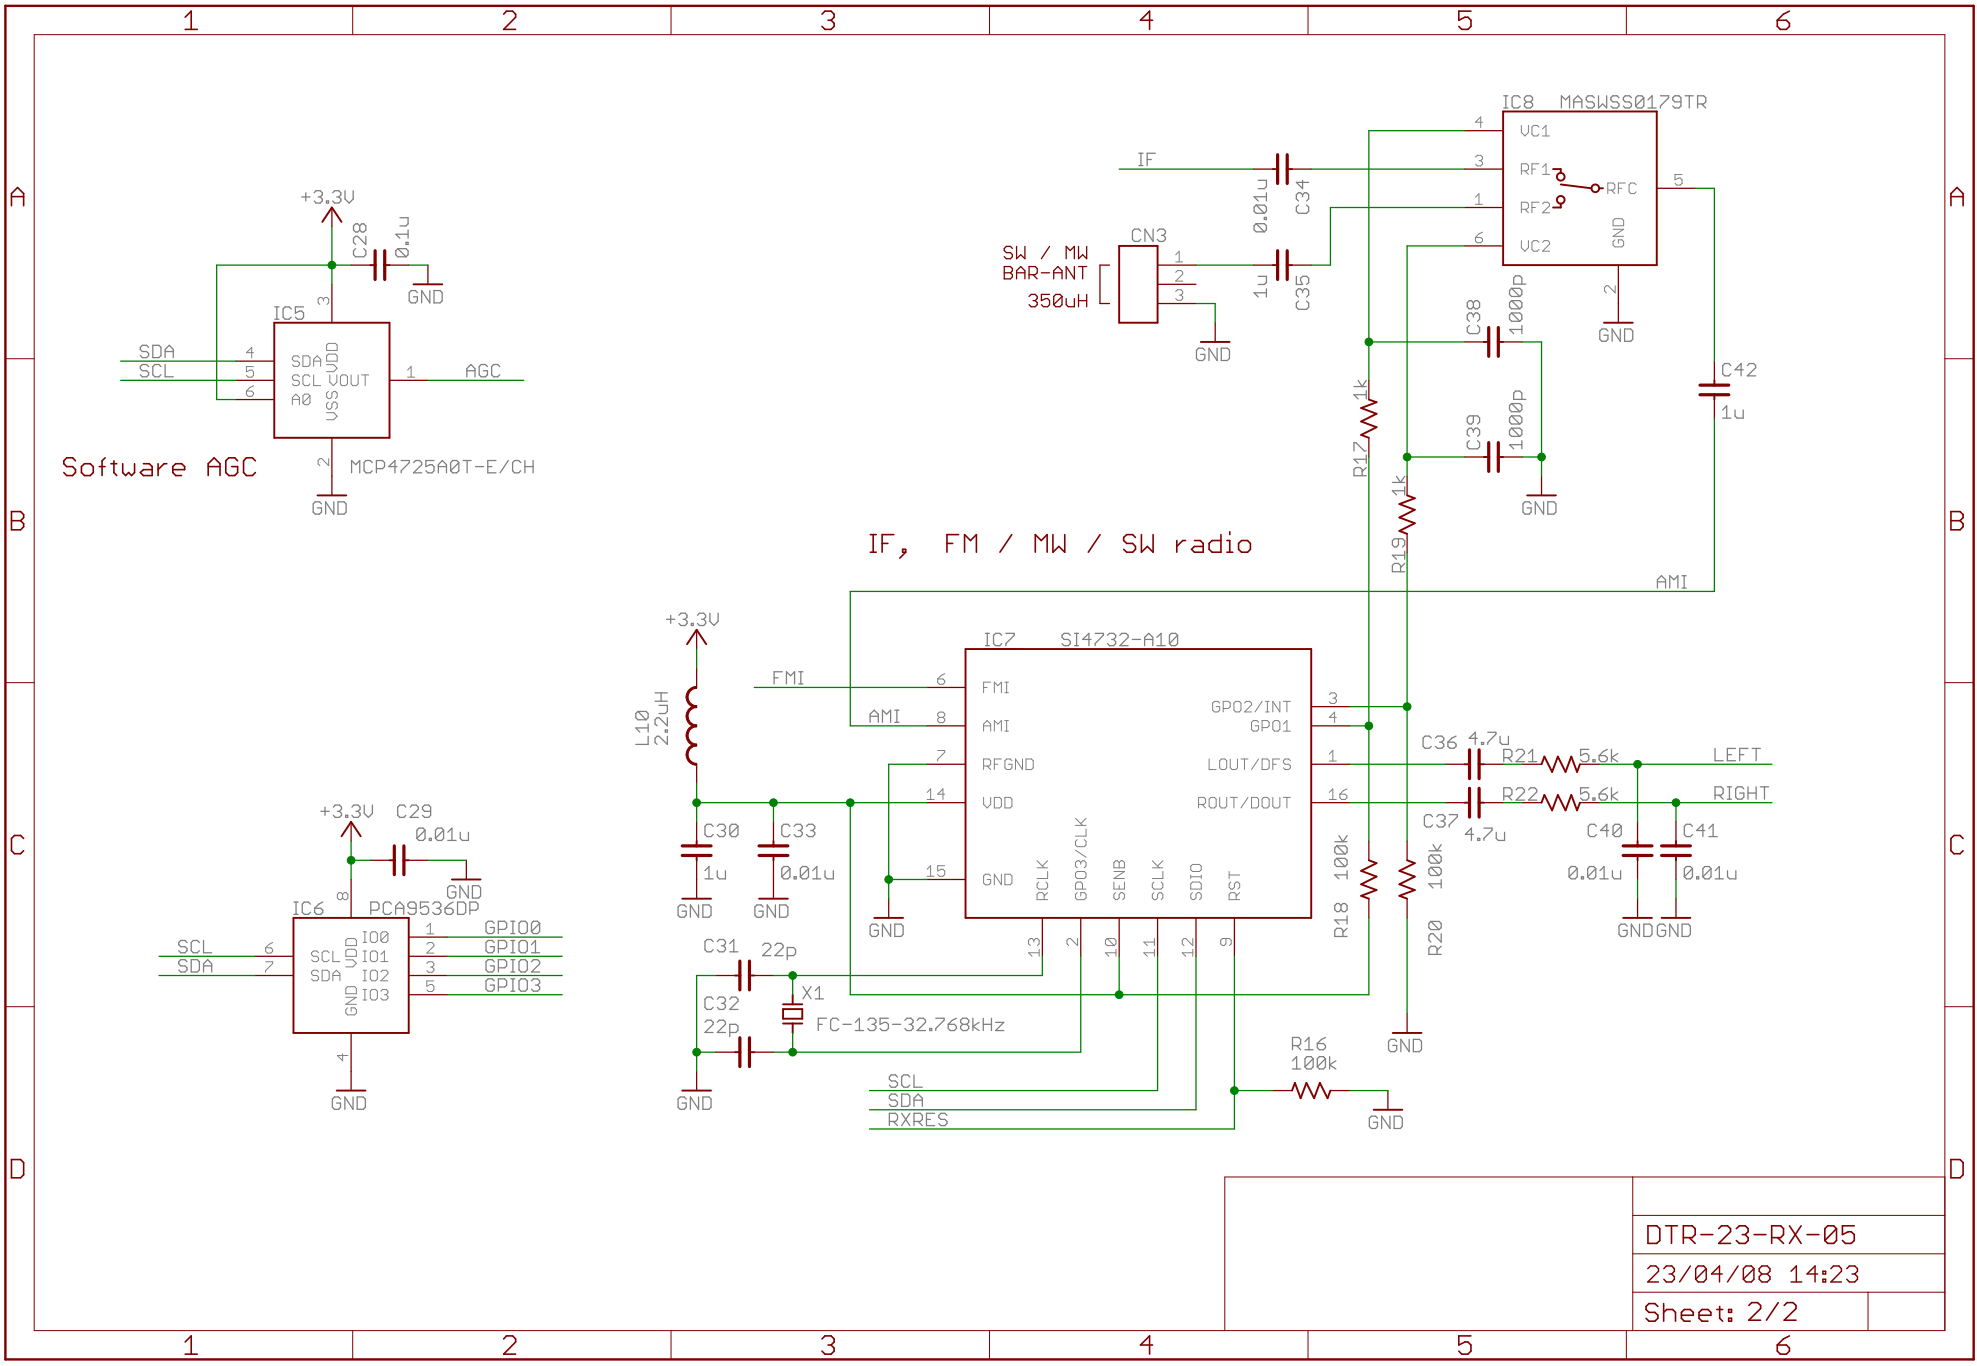 1 2 3 4 5 6
A A
B B
C C
D D
+3.3V
C28
0.1u
GND
3
IC5
SDA 4 SDA
SCL 5 SCL
6 A0
VDD
VSS
VOUT 1 AGC
2
MCP4725A0T-E/CH
GND
Software AGC
IC8 MASWSS0179TR
4 VC1
3 RF1
1 RF2
6 VC2
RFC 5
GND
2
GND
IF
0.01u
C34
CN3
SW / MW
BAR-ANT
350uH
1
2
3
GND
1u
C35
C38
1000p
C39
1000p
GND
C42
1u
1k
R17
1k
R19
IF, FM / MW / SW radio
AMI
+3.3V
L10
2.2uH
IC7 SI4732-A10
FMI 6 FMI
AMI 8 AMI
7 RFGND
14 VDD
15 GND
GPO2/INT 3
GPO1 4
LOUT/DFS 1
ROUT/DOUT 16
RCLK 13
GPO3/CLK 2
SENB 10
SCLK 11
SDIO 12
RST 9
C30
1u
GND
C33
0.01u
GND
GND
C36 4.7u R21 5.6k LEFT
C37 4.7u R22 5.6k RIGHT
C40
0.01u
GND
C41
0.01u
GND
100k
R18
100k
R20
GND
C31 22p
C32
22p
X1
FC-135-32.768kHz
GND
SCL
SDA
RXRES
R16
100k
GND
+3.3V C29
0.01u
GND
8
IC6 PCA9536DP
SCL 6 SCL
SDA 7 SDA
VDD
GND
IO0 1 GPIO0
IO1 2 GPIO1
IO2 3 GPIO2
IO3 5 GPIO3
4
GND
DTR-23-RX-05
23/04/08 14:23
Sheet: 2/2
1 2 3 4 5 6